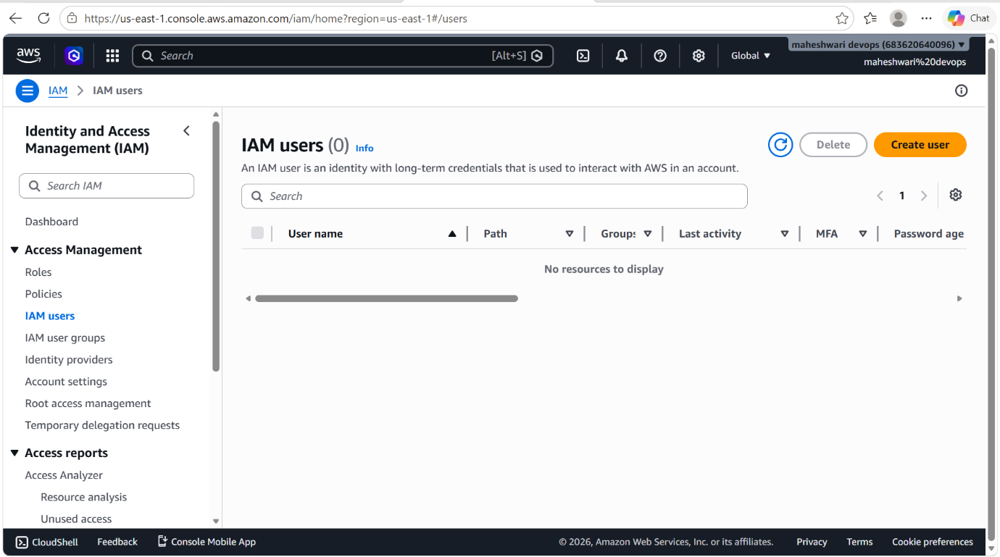 https://us-east-1.console.aws.amazon.com/iam/home?region=us-east-1#/users
Chat
aws
Search
[Alt+S]
Global
maheshwari devops (683620640096)
maheshwari%20devops
IAM
IAM users
Identity and Access
Management (IAM)
Search IAM
Dashboard
Access Management
Roles
Policies
IAM users
IAM user groups
Identity providers
Account settings
Root access management
Temporary delegation requests
Access reports
Access Analyzer
Resource analysis
Unused access
IAM users (0) Info
Delete
Create user
An IAM user is an identity with long-term credentials that is used to interact with AWS in an account.
Search
1
User name Path Groups Last activity MFA Password age
No resources to display
CloudShell Feedback Console Mobile App © 2026, Amazon Web Services, Inc. or its affiliates. Privacy Terms Cookie preferences